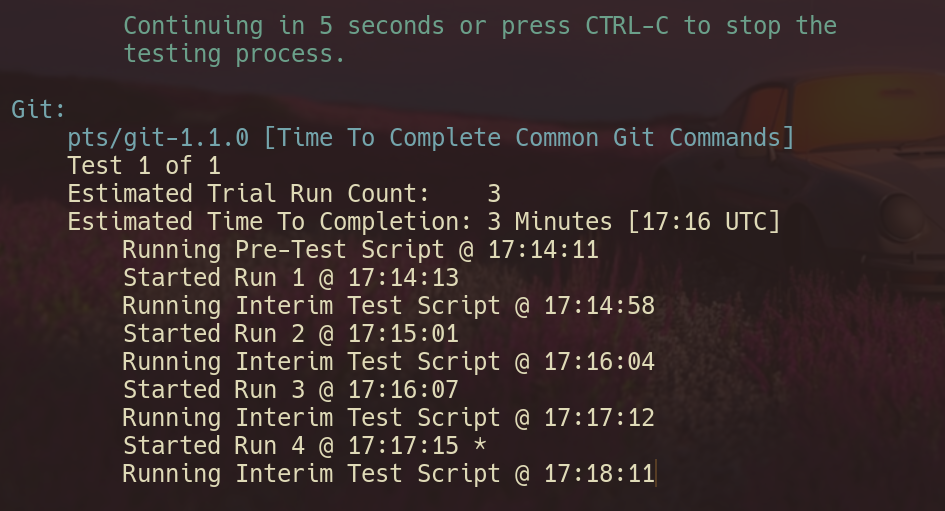 Continuing in 5 seconds or press CTRL-C to stop the
testing process.
Git:
pts/git-1.1.0 [Time To Complete Common Git Commands]
Test 1 of 1
Estimated Trial Run Count:    3
Estimated Time To Completion: 3 Minutes [17:16 UTC]
Running Pre-Test Script @ 17:14:11
Started Run 1 @ 17:14:13
Running Interim Test Script @ 17:14:58
Started Run 2 @ 17:15:01
Running Interim Test Script @ 17:16:04
Started Run 3 @ 17:16:07
Running Interim Test Script @ 17:17:12
Started Run 4 @ 17:17:15 *
Running Interim Test Script @ 17:18:11